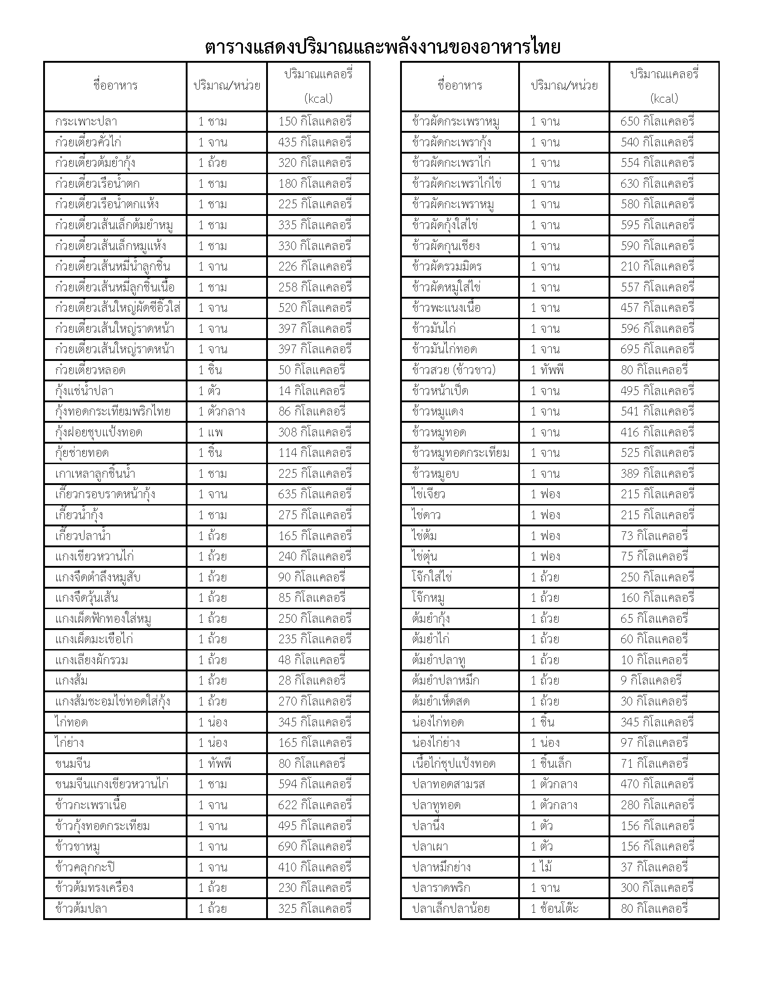 ตารางแสดงปริมาณและพลังงานของอาหารไทย
ชื่ออาหาร ปริมาณ/หน่วย ปริมาณแคลอรี่ (kcal)
กระเพาะปลา 1 ชาม 150 กิโลแคลอรี่
ก๋วยเตี๋ยวคั่วไก่ 1 จาน 435 กิโลแคลอรี่
ก๋วยเตี๋ยวต้มยำกุ้ง 1 ถ้วย 320 กิโลแคลอรี่
ก๋วยเตี๋ยวเรือน้ำตก 1 ชาม 180 กิโลแคลอรี่
ก๋วยเตี๋ยวเรือน้ำตกแห้ง 1 ชาม 225 กิโลแคลอรี่
ก๋วยเตี๋ยวเส้นเล็กต้มยำหมู 1 ชาม 335 กิโลแคลอรี่
ก๋วยเตี๋ยวเส้นเล็กหมูแห้ง 1 ชาม 330 กิโลแคลอรี่
ก๋วยเตี๋ยวเส้นหมี่น้ำลูกชิ้น 1 จาน 226 กิโลแคลอรี่
ก๋วยเตี๋ยวเส้นหมี่ลูกชิ้นเนื้อ 1 ชาม 258 กิโลแคลอรี่
ก๋วยเตี๋ยวเส้นใหญ่ผัดซีอิ๊วใส่ 1 จาน 520 กิโลแคลอรี่
ก๋วยเตี๋ยวเส้นใหญ่ราดหน้า 1 จาน 397 กิโลแคลอรี่
ก๋วยเตี๋ยวเส้นใหญ่ราดหน้า 1 จาน 397 กิโลแคลอรี่
ก๋วยเตี๋ยวหลอด 1 ชิ้น 50 กิโลแคลอรี่
กุ้งแช่น้ำปลา 1 ตัว 14 กิโลแคลอรี่
กุ้งทอดกระเทียมพริกไทย 1 ตัวกลาง 86 กิโลแคลอรี่
กุ้งฝอยชุบแป้งทอด 1 แพ 308 กิโลแคลอรี่
กุ้ยช่ายทอด 1 ชิ้น 114 กิโลแคลอรี่
เกาเหลาลูกชิ้นน้ำ 1 ชาม 225 กิโลแคลอรี่
เกี๊ยวกรอบราดหน้ากุ้ง 1 จาน 635 กิโลแคลอรี่
เกี๊ยวน้ำกุ้ง 1 ชาม 275 กิโลแคลอรี่
เกี๊ยวปลาน้ำ 1 ถ้วย 165 กิโลแคลอรี่
แกงเขียวหวานไก่ 1 ถ้วย 240 กิโลแคลอรี่
แกงจืดตำลึงหมูสับ 1 ถ้วย 90 กิโลแคลอรี่
แกงจืดวุ้นเส้น 1 ถ้วย 85 กิโลแคลอรี่
แกงเผ็ดฟักทองใส่หมู 1 ถ้วย 250 กิโลแคลอรี่
แกงเผ็ดมะเขือไก่ 1 ถ้วย 235 กิโลแคลอรี่
แกงเลียงผักรวม 1 ถ้วย 48 กิโลแคลอรี่
แกงส้ม 1 ถ้วย 28 กิโลแคลอรี่
แกงส้มชะอมไข่ทอดใส่กุ้ง 1 ถ้วย 270 กิโลแคลอรี่
ไก่ทอด 1 น่อง 345 กิโลแคลอรี่
ไก่ย่าง 1 น่อง 165 กิโลแคลอรี่
ขนมจีน 1 ทัพพี 80 กิโลแคลอรี่
ขนมจีนแกงเขียวหวานไก่ 1 ชาม 594 กิโลแคลอรี่
ข้าวกะเพราเนื้อ 1 จาน 622 กิโลแคลอรี่
ข้าวกุ้งทอดกระเทียม 1 จาน 495 กิโลแคลอรี่
ข้าวขาหมู 1 จาน 690 กิโลแคลอรี่
ข้าวคลุกกะปิ 1 จาน 410 กิโลแคลอรี่
ข้าวต้มทรงเครื่อง 1 ถ้วย 230 กิโลแคลอรี่
ข้าวต้มปลา 1 ถ้วย 325 กิโลแคลอรี่
ชื่ออาหาร ปริมาณ/หน่วย ปริมาณแคลอรี่ (kcal)
ข้าวผัดกระเพราหมู 1 จาน 650 กิโลแคลอรี่
ข้าวผัดกะเพรากุ้ง 1 จาน 540 กิโลแคลอรี่
ข้าวผัดกะเพราไก่ 1 จาน 554 กิโลแคลอรี่
ข้าวผัดกะเพราไก่ไข่ 1 จาน 630 กิโลแคลอรี่
ข้าวผัดกะเพราหมู 1 จาน 580 กิโลแคลอรี่
ข้าวผัดกุ้งใส่ไข่ 1 จาน 595 กิโลแคลอรี่
ข้าวผัดกุนเชียง 1 จาน 590 กิโลแคลอรี่
ข้าวผัดรวมมิตร 1 จาน 210 กิโลแคลอรี่
ข้าวผัดหมูใส่ไข่ 1 จาน 557 กิโลแคลอรี่
ข้าวพะแนงเนื้อ 1 จาน 457 กิโลแคลอรี่
ข้าวมันไก่ 1 จาน 596 กิโลแคลอรี่
ข้าวมันไก่ทอด 1 จาน 695 กิโลแคลอรี่
ข้าวสวย (ข้าวขาว) 1 ทัพพี 80 กิโลแคลอรี่
ข้าวหน้าเป็ด 1 จาน 495 กิโลแคลอรี่
ข้าวหมูแดง 1 จาน 541 กิโลแคลอรี่
ข้าวหมูทอด 1 จาน 416 กิโลแคลอรี่
ข้าวหมูทอดกระเทียม 1 จาน 525 กิโลแคลอรี่
ข้าวหมูอบ 1 จาน 389 กิโลแคลอรี่
ไข่เจียว 1 ฟอง 215 กิโลแคลอรี่
ไข่ดาว 1 ฟอง 215 กิโลแคลอรี่
ไข่ต้ม 1 ฟอง 73 กิโลแคลอรี่
ไข่ตุ๋น 1 ฟอง 75 กิโลแคลอรี่
โจ๊กใส่ไข่ 1 ถ้วย 250 กิโลแคลอรี่
โจ๊กหมู 1 ถ้วย 160 กิโลแคลอรี่
ต้มยำกุ้ง 1 ถ้วย 65 กิโลแคลอรี่
ต้มยำไก่ 1 ถ้วย 60 กิโลแคลอรี่
ต้มยำปลาทู 1 ถ้วย 10 กิโลแคลอรี่
ต้มยำปลาหมึก 1 ถ้วย 9 กิโลแคลอรี่
ต้มยำเห็ดสด 1 ถ้วย 30 กิโลแคลอรี่
น่องไก่ทอด 1 ชิ้น 345 กิโลแคลอรี่
น่องไก่ย่าง 1 น่อง 97 กิโลแคลอรี่
เนื้อไก่ชุปแป้งทอด 1 ชิ้นเล็ก 71 กิโลแคลอรี่
ปลาทอดสามรส 1 ตัวกลาง 470 กิโลแคลอรี่
ปลาทูทอด 1 ตัวกลาง 280 กิโลแคลอรี่
ปลานึ่ง 1 ตัว 156 กิโลแคลอรี่
ปลาเผา 1 ตัว 156 กิโลแคลอรี่
ปลาหมึกย่าง 1 ไม้ 37 กิโลแคลอรี่
ปลาราดพริก 1 จาน 300 กิโลแคลอรี่
ปลาเล็กปลาน้อย 1 ช้อนโต๊ะ 80 กิโลแคลอรี่